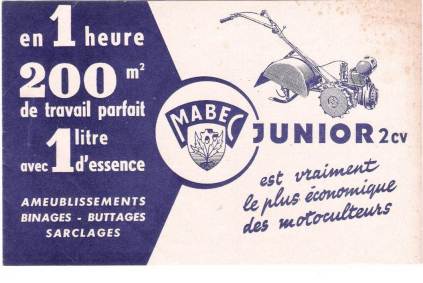 en 1 heure
200 m²
de travail parfait
avec 1 litre d'essence
AMEUBLISSEMENTS
BINAGES - BUTTAGES
SARCLAGES
MABEC
JUNIOR 2CV
est vraiment
le plus économique
des motoculteurs